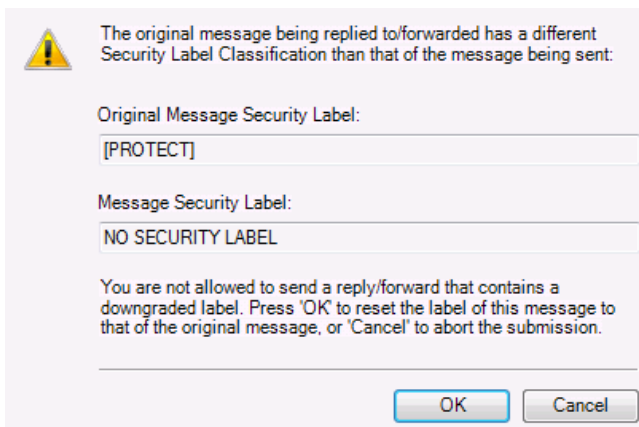 The original message being replied to/forwarded has a different
Security Label Classification than that of the message being sent:
Original Message Security Label:
[PROTECT]
Message Security Label:
NO SECURITY LABEL
You are not allowed to send a reply/forward that contains a
downgraded label. Press 'OK' to reset the label of this message to
that of the original message, or 'Cancel' to abort the submission.
OK
Cancel